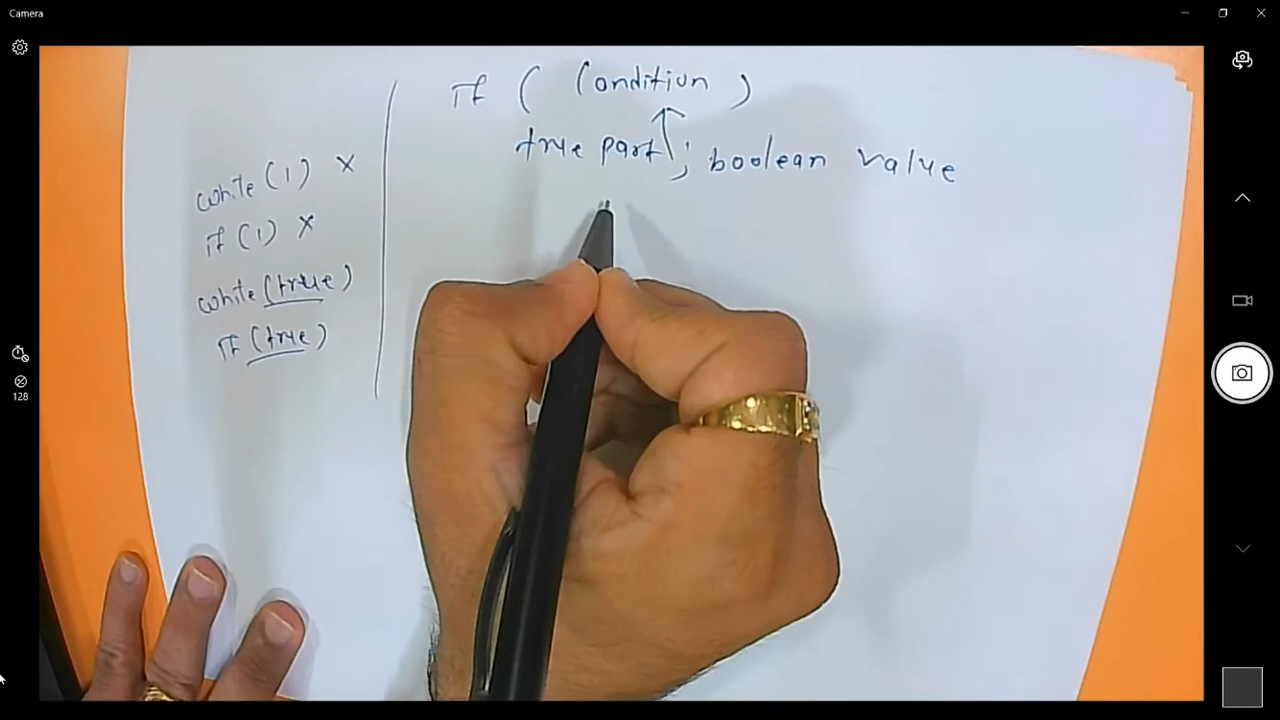 Camera
if ( Condition )
true part ; boolean value
while (1) X
if (1) X
while (true)
if (true)
128